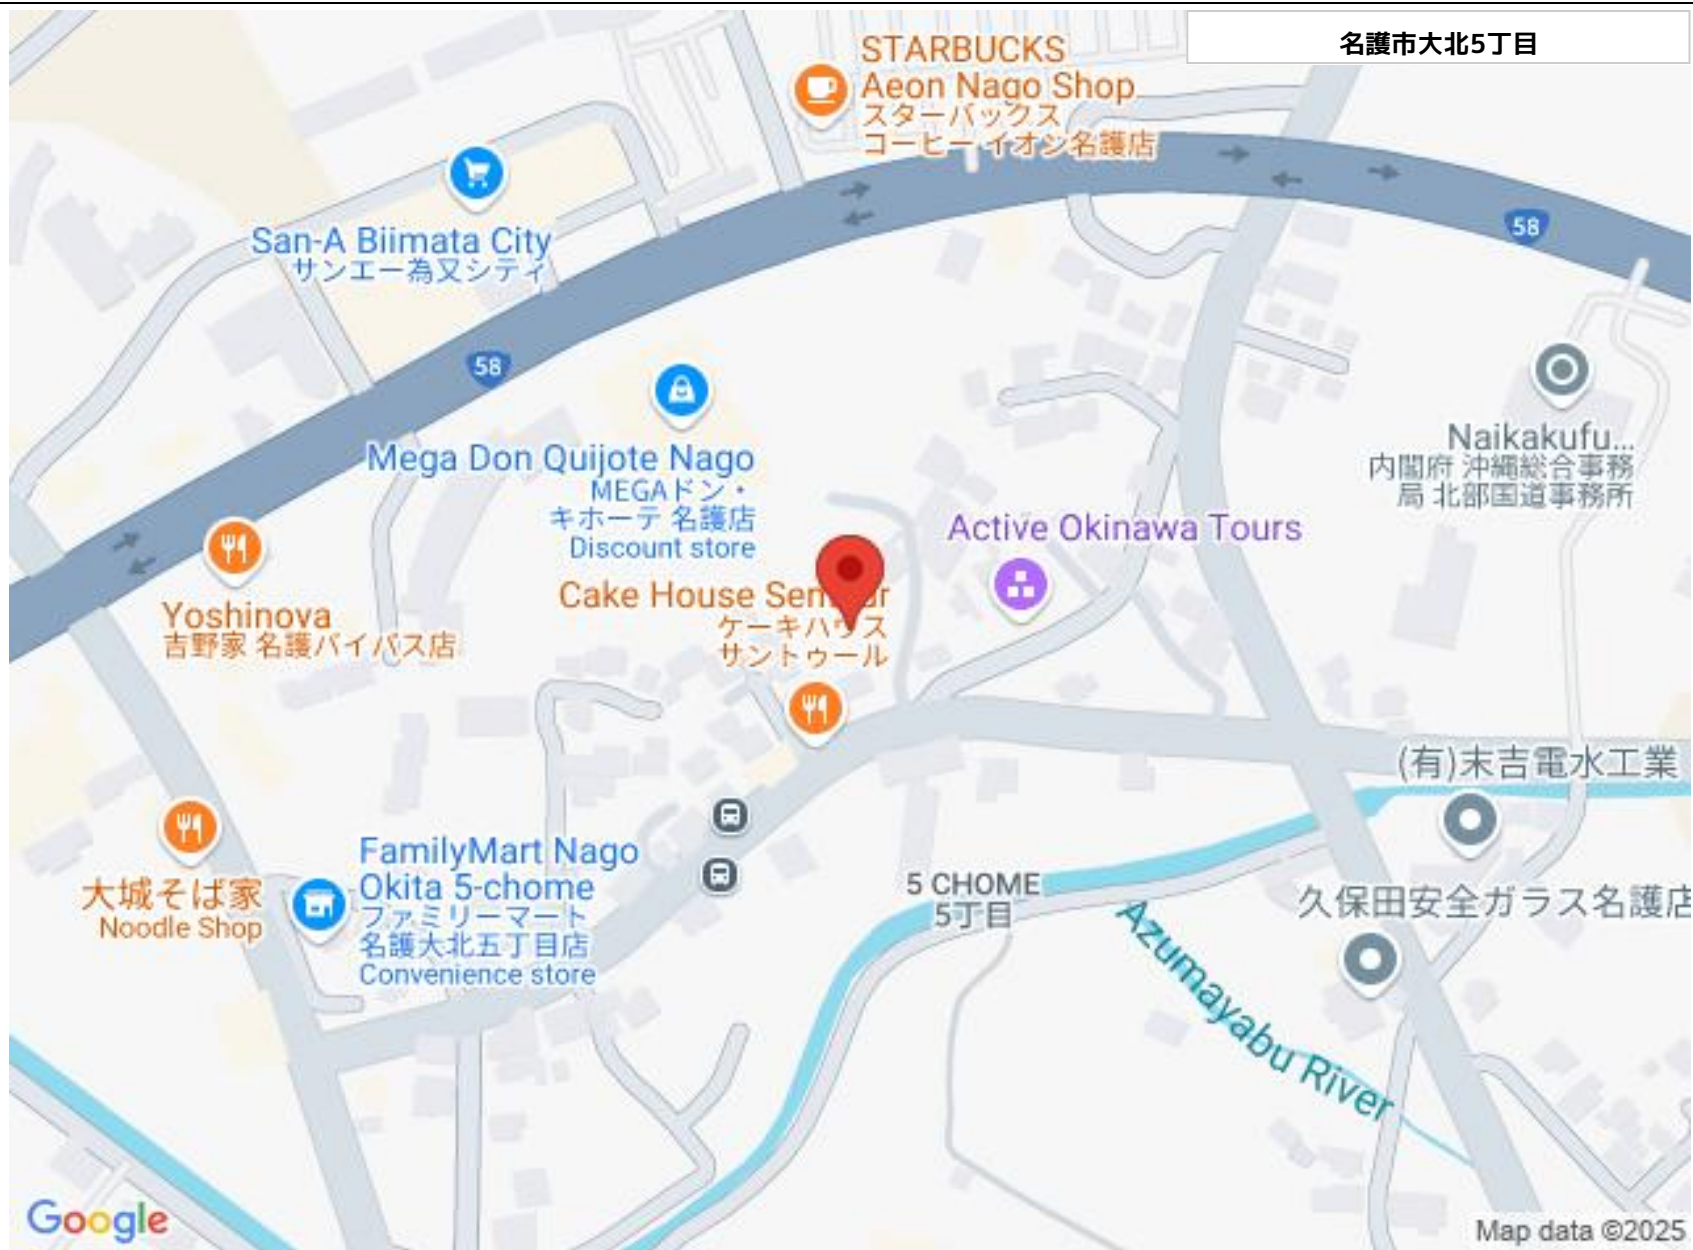 名護市大北5丁目
STARBUCKS
Aeon Nago Shop
スターバックス
コーヒー イオン名護店
San-A Biimata City
サンエー為又シティ
58
58
Mega Don Quijote Nago
MEGAドン・
キホーテ 名護店
Discount store
Naikakufu...
内閣府 沖縄総合事務
局 北部国道事務所
Active Okinawa Tours
Yoshinoya
吉野家 名護バイパス店
Cake House
ケーキハウス
サントゥール
(有)末吉電水工業
大城そば家
Noodle Shop
FamilyMart Nago
Okita 5-chome
ファミリーマート
名護大北五丁目店
Convenience store
5 CHOME
5丁目
久保田安全ガラス名護店
Azumayabu River
Google
Map data ©2025